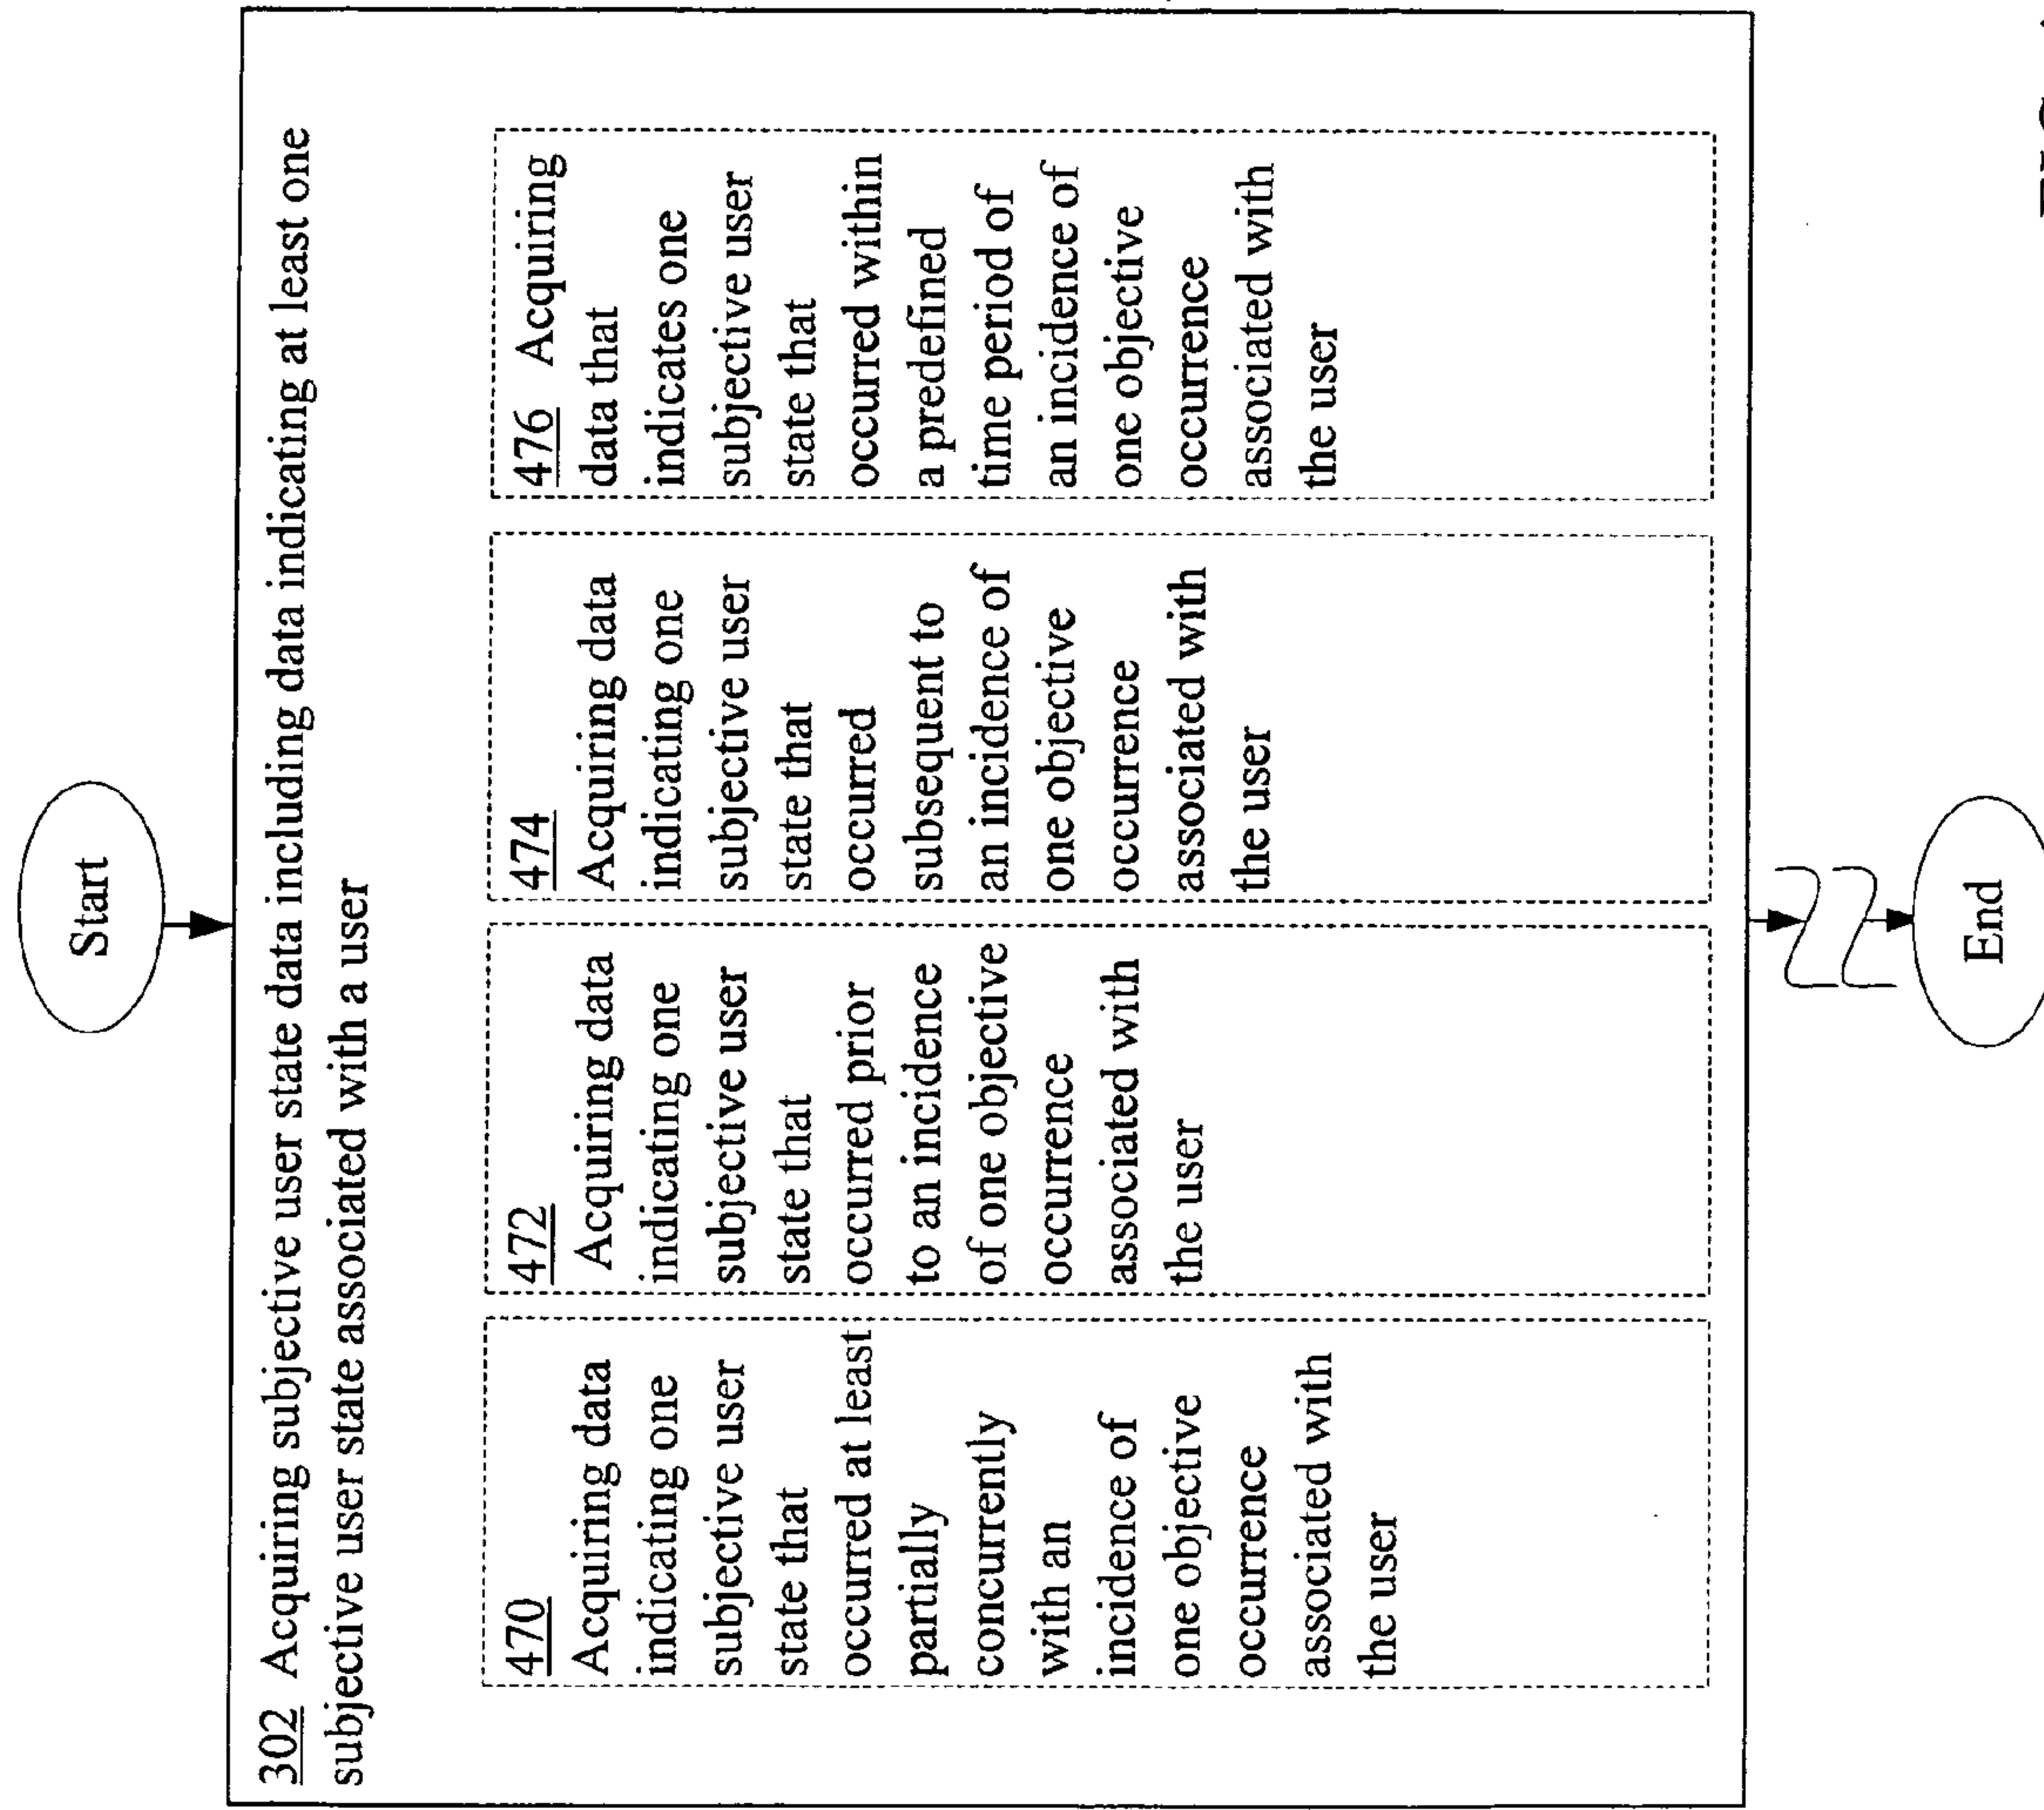 Start
302 Acquiring subjective user state data including data indicating at least one
subjective user state associated with a user
470
Acquiring data
indicating one
subjective user
state that
occurred at least
partially
concurrently
with an
incidence of
one objective
occurrence
associated with
the user
472
Acquiring data
indicating one
subjective user
state that
occurred prior
to an incidence
of one objective
occurrence
associated with
the user
474
Acquiring data
indicating one
subjective user
state that
occurred
subsequent to
an incidence of
one objective
occurrence
associated with
the user
476 Acquiring
data that
indicates one
subjective user
state that
occurred within
a predefined
time period of
an incidence of
one objective
occurrence
associated with
the user
End